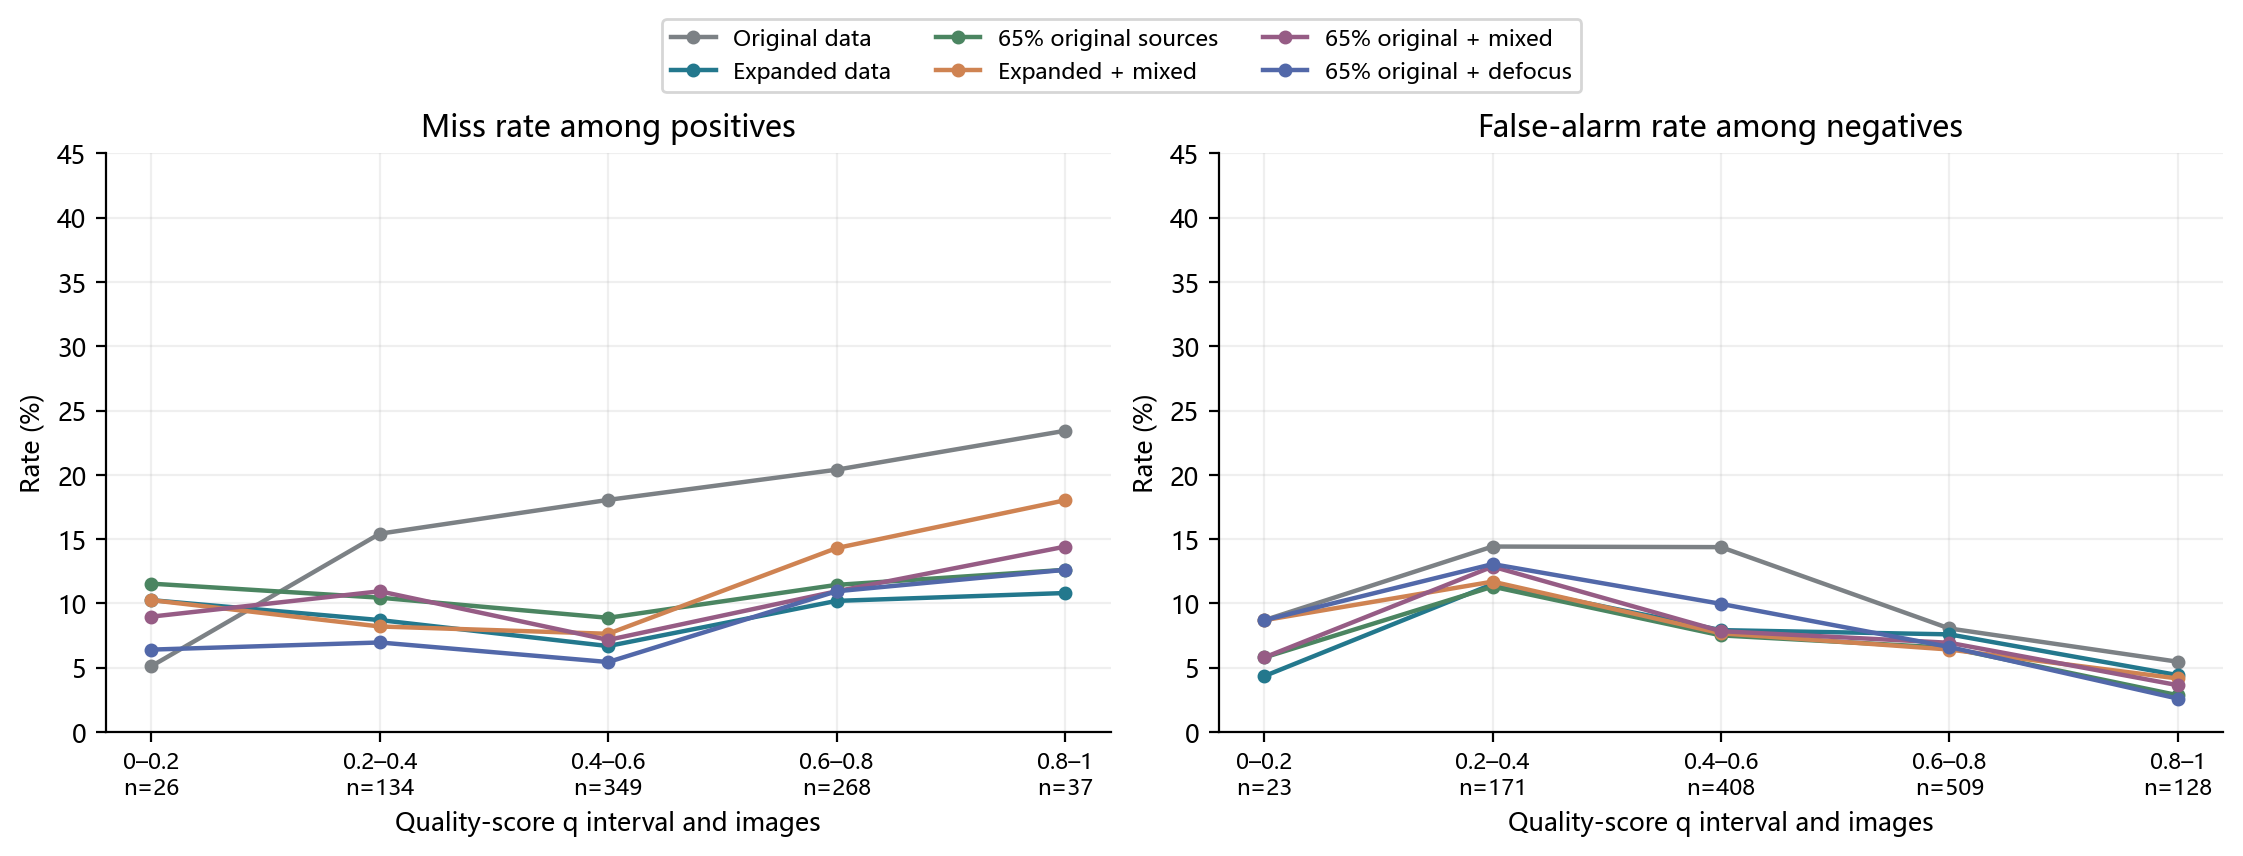 Original data
Expanded data
65% original sources
Expanded + mixed
65% original + mixed
65% original + defocus
Miss rate among positives
45
40
35
30
25
20
15
10
5
0
Rate (%)
0–0.2
n=26
0.2–0.4
n=134
0.4–0.6
n=349
0.6–0.8
n=268
0.8–1
n=37
Quality-score q interval and images
False-alarm rate among negatives
45
40
35
30
25
20
15
10
5
0
Rate (%)
0–0.2
n=23
0.2–0.4
n=171
0.4–0.6
n=408
0.6–0.8
n=509
0.8–1
n=128
Quality-score q interval and images